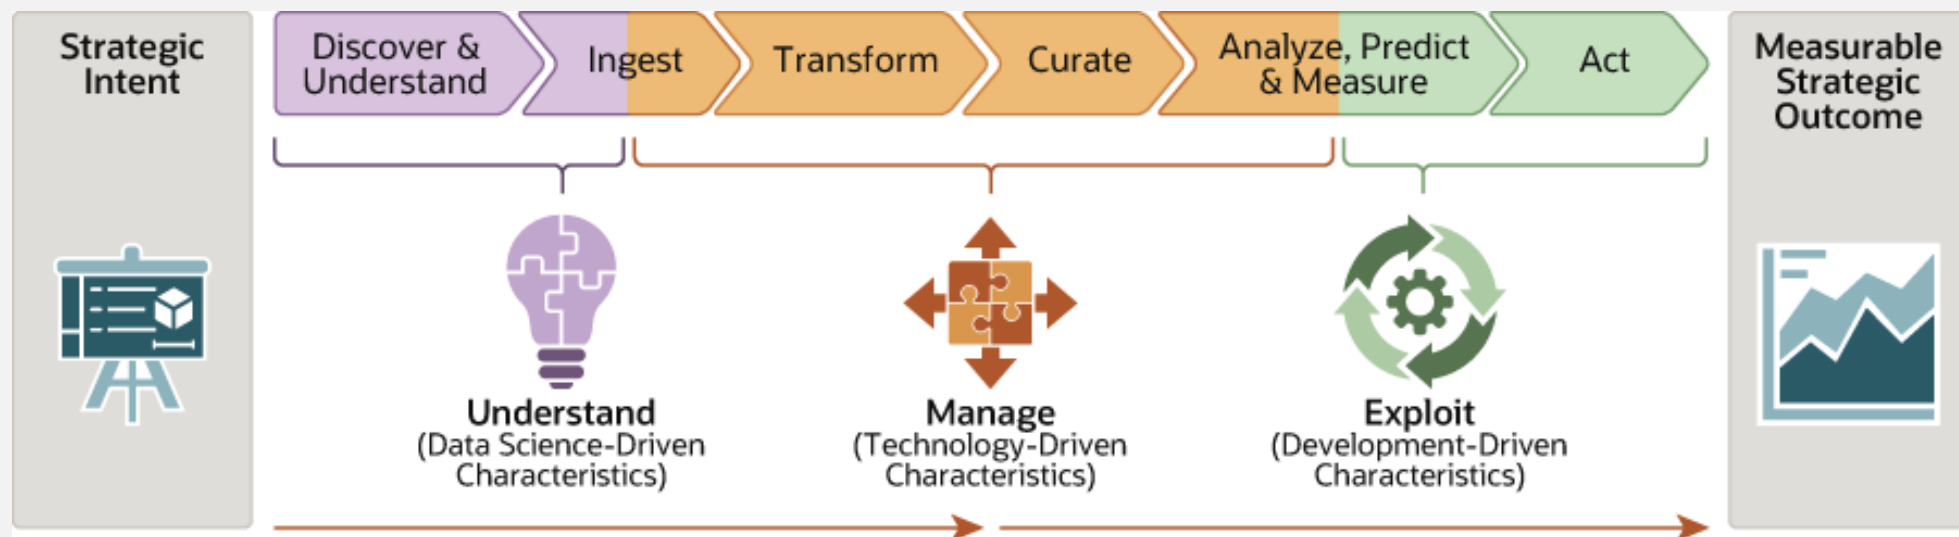 Strategic
Intent
Discover &
Understand
Ingest
Transform
Curate
Analyze, Predict
& Measure
Act
Measurable
Strategic
Outcome
Understand
(Data Science-Driven
Characteristics)
Manage
(Technology-Driven
Characteristics)
Exploit
(Development-Driven
Characteristics)